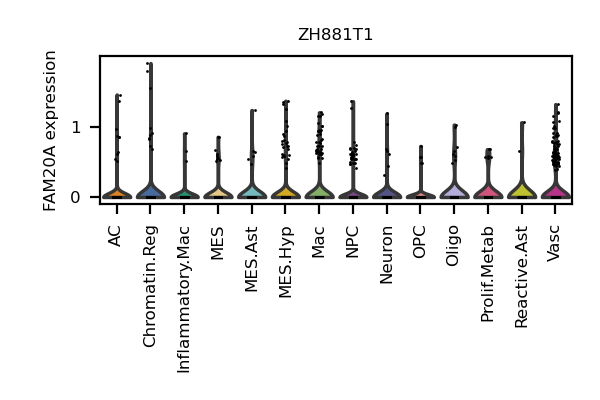 ZH881T1
FAM20A expression
1
0
AC
Chromatin.Reg
Inflammatory.Mac
MES
MES.Ast
MES.Hyp
Mac
NPC
Neuron
OPC
Oligo
Prolif.Metab
Reactive.Ast
Vasc